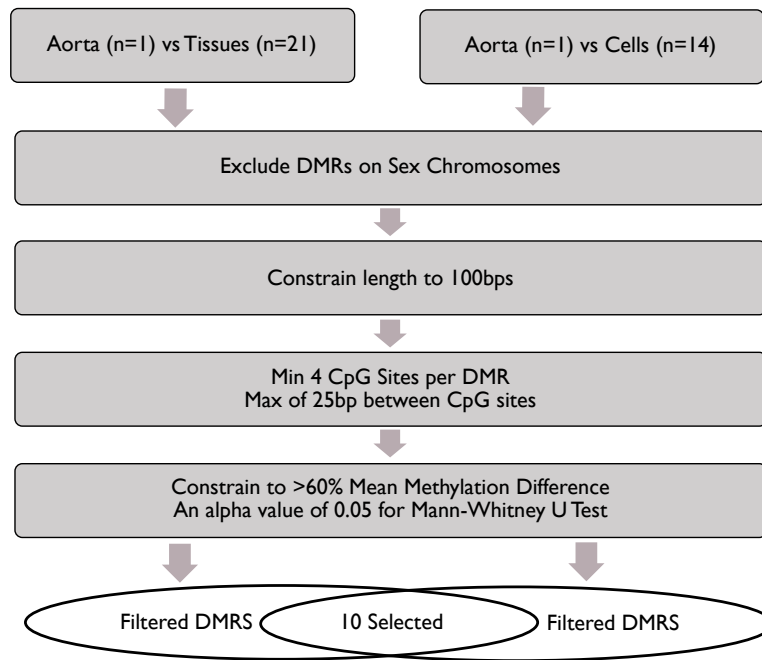 Aorta (n=1) vs Tissues (n=21)
Aorta (n=1) vs Cells (n=14)
Exclude DMRs on Sex Chromosomes
Constrain length to 100bps
Min 4 CpG Sites per DMR
Max of 25bp between CpG sites
Constrain to >60% Mean Methylation Difference
An alpha value of 0.05 for Mann-Whitney U Test
Filtered DMRS
10 Selected
Filtered DMRS